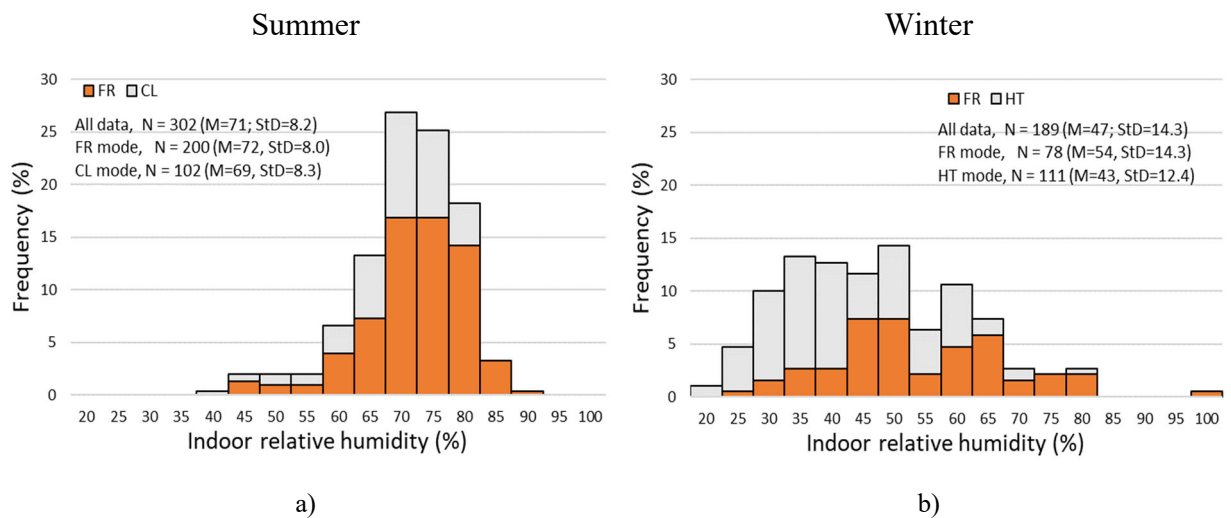 Summer
Winter
30
25
20
15
10
5
0
Frequency (%)
FR CL
All data, N = 302 (M=71; StD=8.2)
FR mode, N = 200 (M=72, StD=8.0)
CL mode, N = 102 (M=69, StD=8.3)
20 25 30 35 40 45 50 55 60 65 70 75 80 85 90 95 100
Indoor relative humidity (%)
a)
30
25
20
15
10
5
0
Frequency (%)
FR HT
All data, N = 189 (M=47; StD=14.3)
FR mode, N = 78 (M=54, StD=14.3)
HT mode, N = 111 (M=43, StD=12.4)
20 25 30 35 40 45 50 55 60 65 70 75 80 85 90 95 100
Indoor relative humidity (%)
b)